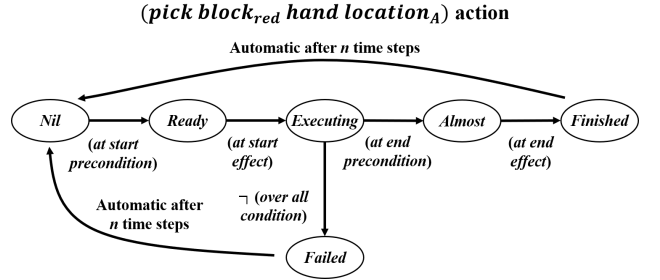 (pick block_red hand location_A) action
Automatic after n time steps
Nil
Ready
Executing
Almost
Finished
(at start
precondition)
(at start
effect)
(at end
precondition)
(at end
effect)
Automatic after
n time steps
¬ (over all
condition)
Failed